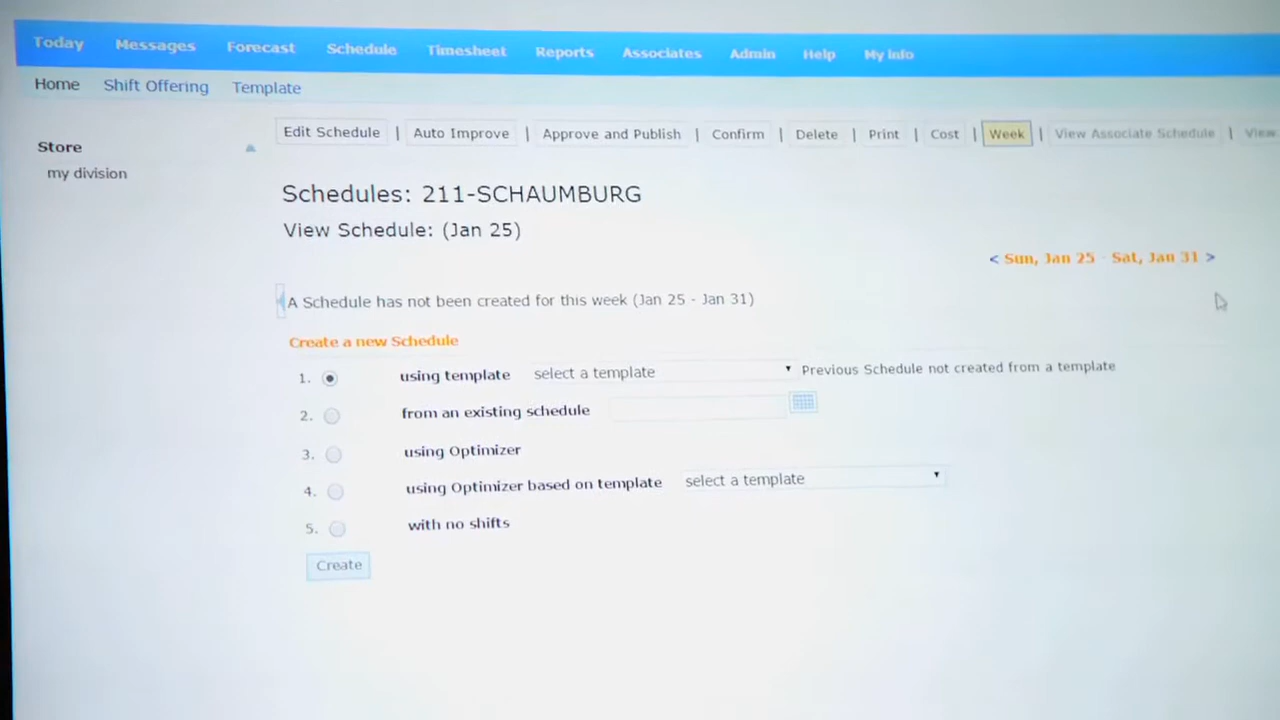 Today Messages Forecast Schedule Timesheet Reports Associates Admin Help My Info
Home Shift Offering Template
Edit Schedule | Auto Improve | Approve and Publish | Confirm | Delete | Print | Cost | Week | View Associate Schedule | View
Store
my division
Schedules: 211-SCHAUMBURG
View Schedule: (Jan 25)
< Sun, Jan 25 - Sat, Jan 31 >
A Schedule has not been created for this week (Jan 25 - Jan 31)
Create a new Schedule
1. using template select a template Previous Schedule not created from a template
2. from an existing schedule
3. using Optimizer
4. using Optimizer based on template select a template
5. with no shifts
Create